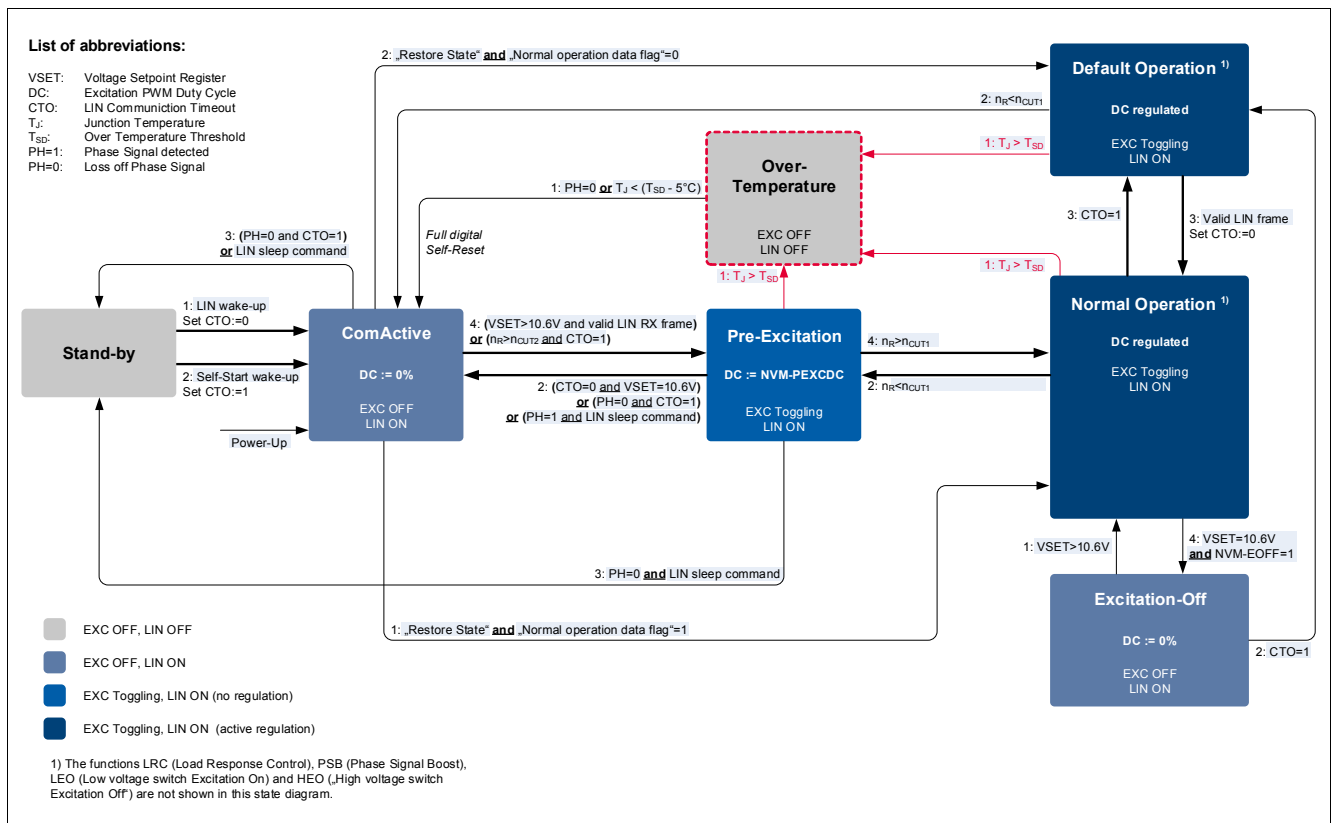 List of abbreviations:
VSET: Voltage Setpoint Register
DC: Excitation PWM Duty Cycle
CTO: LIN Communiction Timeout
TJ: Junction Temperature
TSD: Over Temperature Threshold
PH=1: Phase Signal detected
PH=0: Loss off Phase Signal
2: „Restore State“ and „Normal operation data flag“=0
Default Operation 1)
DC regulated
EXC Toggling
LIN ON
2: nR<nCUT1
1: TJ > TSD
Over-
Temperature
EXC OFF
LIN OFF
1: PH=0 or TJ < (TSD - 5°C)
Full digital
Self-Reset
3: (PH=0 and CTO=1)
or LIN sleep command
3: CTO=1
3: Valid LIN frame
Set CTO:=0
1: TJ > TSD
1: TJ > TSD
Stand-by
1: LIN wake-up
Set CTO:=0
2: Self-Start wake-up
Set CTO:=1
Power-Up
ComActive
DC := 0%
EXC OFF
LIN ON
4: (VSET>10.6V and valid LIN RX frame)
or (nR>nCUT2 and CTO=1)
2: (CTO=0 and VSET=10.6V)
or (PH=0 and CTO=1)
or (PH=1 and LIN sleep command)
Pre-Excitation
DC := NVM-PEXCDC
EXC Toggling
LIN ON
4: nR>nCUT1
2: nR<nCUT1
Normal Operation 1)
DC regulated
EXC Toggling
LIN ON
1: VSET>10.6V
4: VSET=10.6V
and NVM-EOFF=1
3: PH=0 and LIN sleep command
1: „Restore State“ and „Normal operation data flag“=1
Excitation-Off
DC := 0%
EXC OFF
LIN ON
2: CTO=1
EXC OFF, LIN OFF
EXC OFF, LIN ON
EXC Toggling, LIN ON (no regulation)
EXC Toggling, LIN ON (active regulation)
1) The functions LRC (Load Response Control), PSB (Phase Signal Boost),
LEO (Low voltage switch Excitation On) and HEO („High voltage switch
Excitation Off“) are not shown in this state diagram.